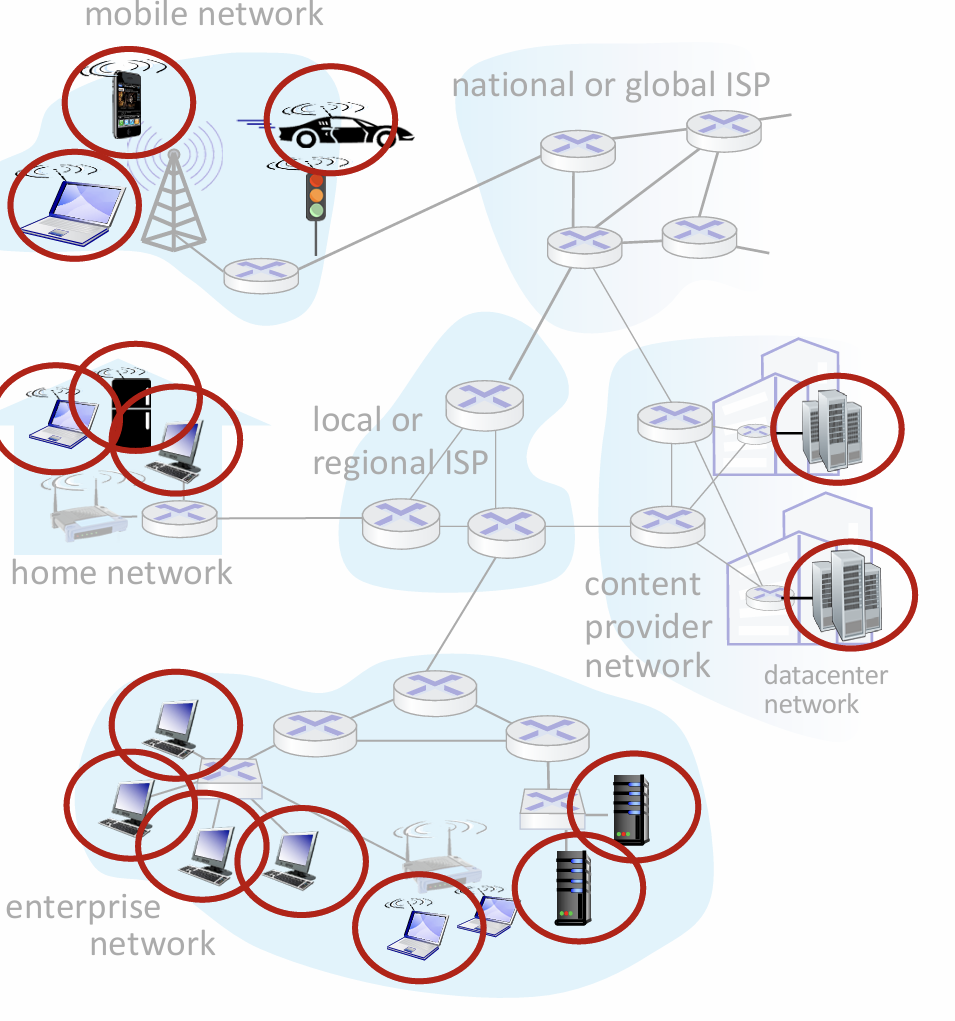 mobile network
national or global ISP
local or
regional ISP
home network
content
provider
network
datacenter
network
enterprise
network